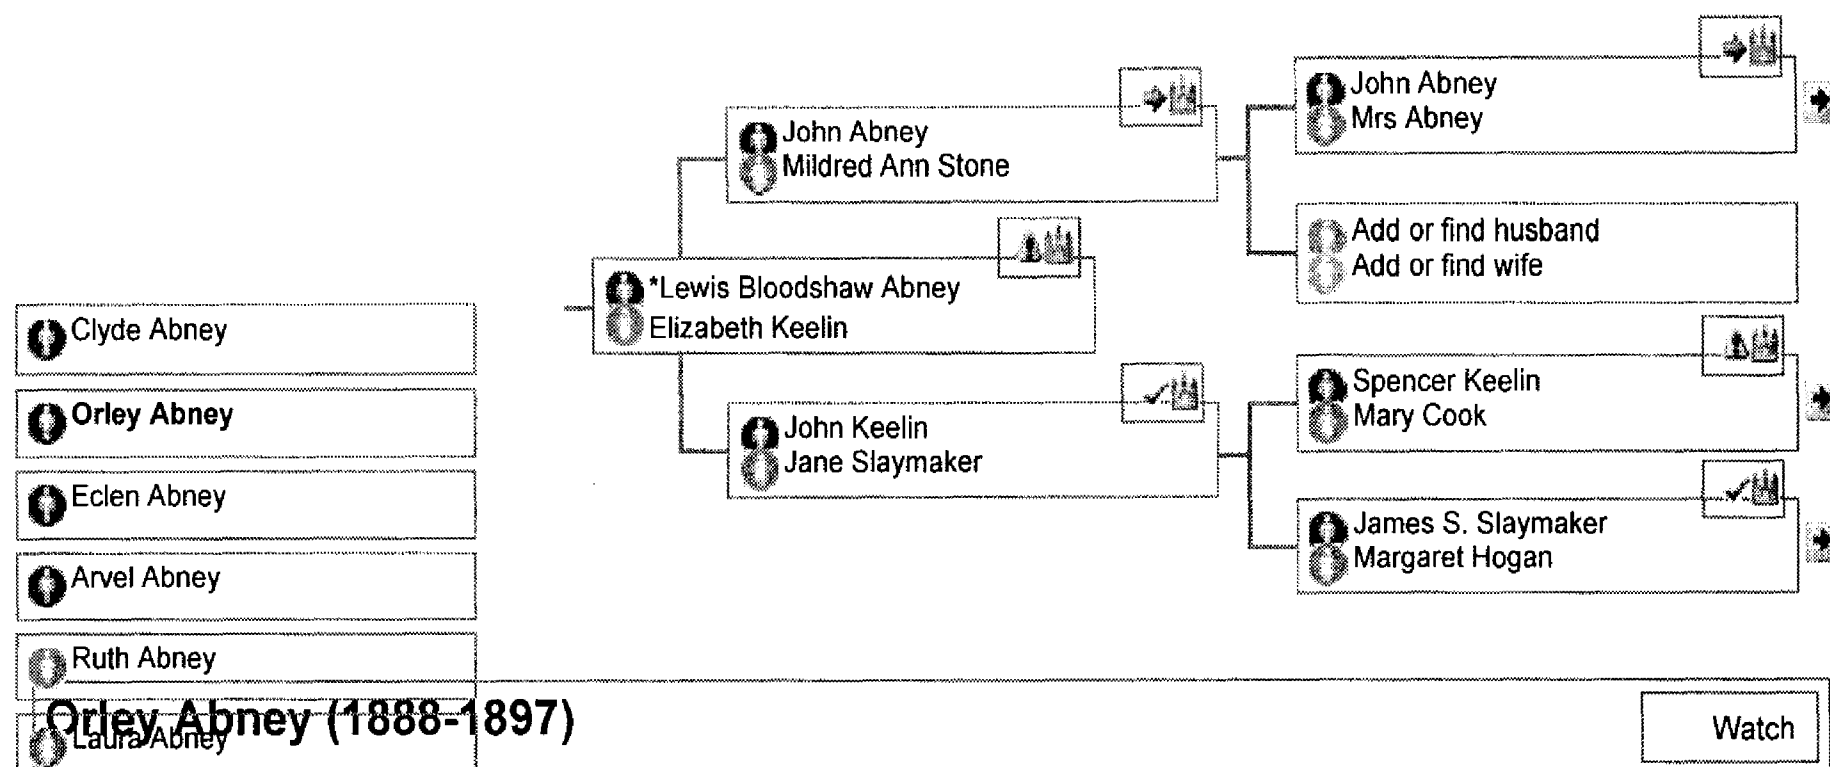 John Abney
Mrs Abney
John Abney
Mildred Ann Stone
Add or find husband
Add or find wife
*Lewis Bloodshaw Abney
Elizabeth Keelin
Clyde Abney
Orley Abney
Eclen Abney
Arvel Abney
Ruth Abney
Laura Abney
Spencer Keelin
Mary Cook
John Keelin
Jane Slaymaker
James S. Slaymaker
Margaret Hogan
Orley Abney (1888-1897)
Watch